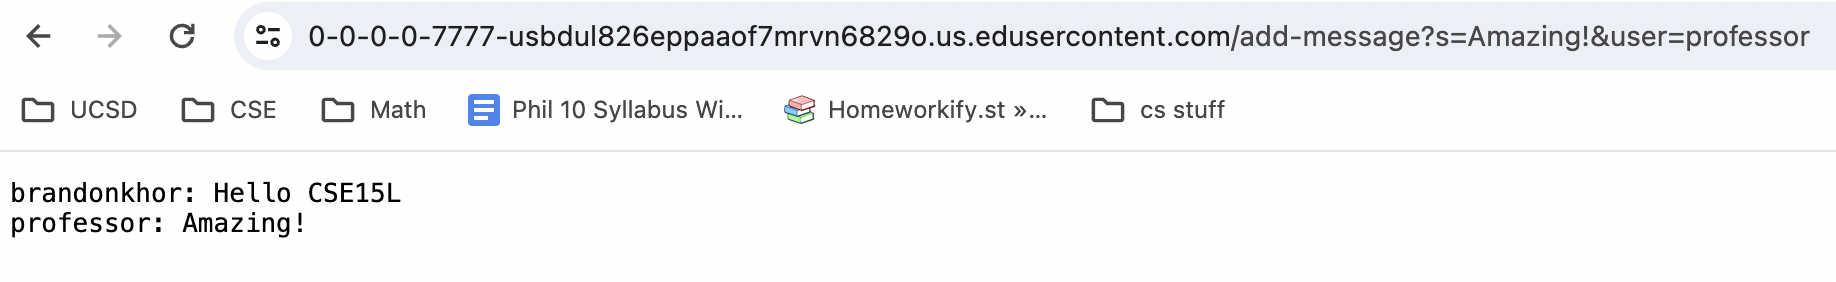 0-0-0-0-7777-usbdul826eppaaof7mrvn6829o.us.edusercontent.com/add-message?s=Amazing!&user=professor
UCSD CSE Math Phil 10 Syllabus Wi... Homeworkify.st »... cs stuff
brandonkhor: Hello CSE15L
professor: Amazing!